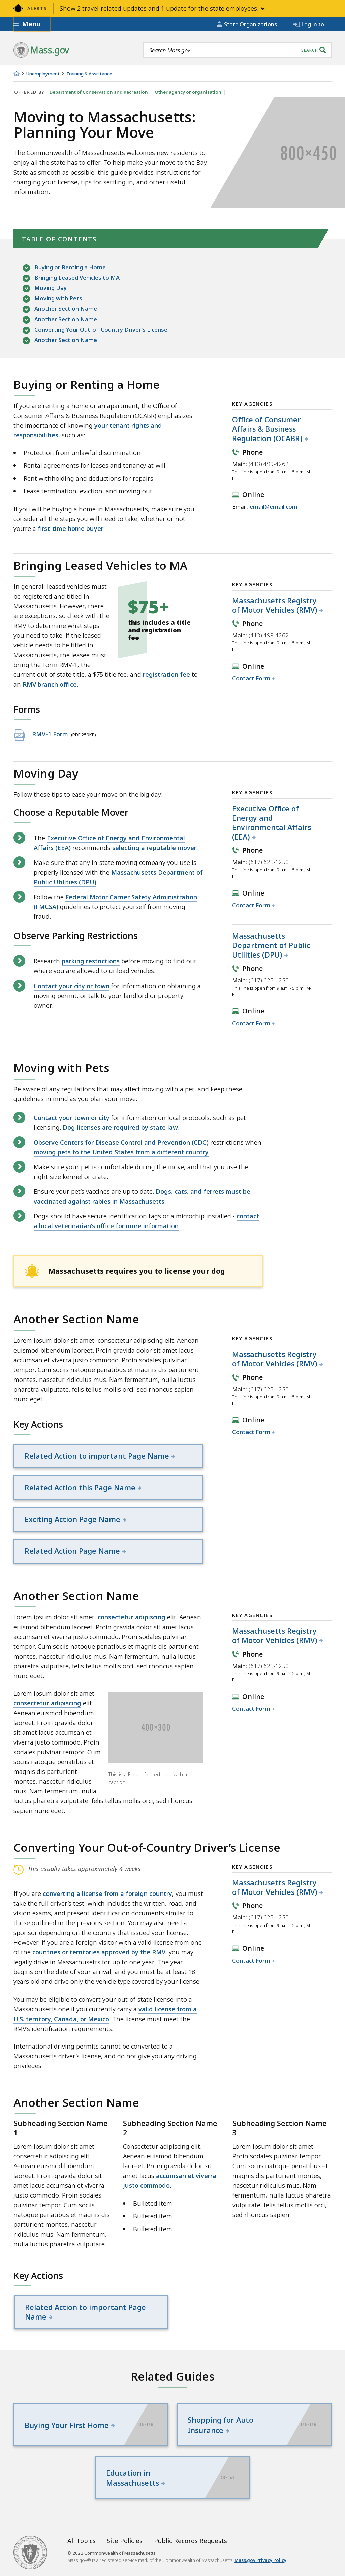 ALERTS Show 2 travel-related updates and 1 update for the state employees.
Menu State Organizations Log in to...
Mass.gov Search Mass.gov SEARCH
Unemployment Training & Assistance
OFFERED BY Department of Conservation and Recreation Other agency or organization
Moving to Massachusetts:
Planning Your Move
The Commonwealth of Massachusetts welcomes new residents to
enjoy all the state has to offer. To help make your move to the Bay
State as smooth as possible, this guide provides instructions for
changing your license, tips for settling in, and other useful
information.
800×450
TABLE OF CONTENTS
Buying or Renting a Home
Bringing Leased Vehicles to MA
Moving Day
Moving with Pets
Another Section Name
Another Section Name
Converting Your Out-of-Country Driver's License
Another Section Name
Buying or Renting a Home
If you are renting a home or an apartment, the Office of
Consumer Affairs & Business Regulation (OCABR) emphasizes
the importance of knowing your tenant rights and
responsibilities, such as:
Protection from unlawful discrimination
Rental agreements for leases and tenancy-at-will
Rent withholding and deductions for repairs
Lease termination, eviction, and moving out
If you will be buying a home in Massachusetts, make sure you
understand the steps you will need to take, whether or not
you're a first-time home buyer.
KEY AGENCIES
Office of Consumer
Affairs & Business
Regulation (OCABR)
Phone
Main: (413) 499-2262
This line is open from 9 a.m. - 5 p.m., M-
F
Online
Email: email@email.com
Bringing Leased Vehicles to MA
In general, leased vehicles must
be registered and titled in
Massachusetts. However, there
are exceptions, so check with the
RMV to determine what steps
you need to take. If the leased
vehicle needs to be titled in
Massachusetts, the leasee must
bring the Form RMV-1, the
current out-of-state title, a $75 title fee, and registration fee to
an RMV branch office.
$75+
this includes a title
and registration
fee
Forms
RMV-1 Form (PDF 259KB)
KEY AGENCIES
Massachusetts Registry
of Motor Vehicles (RMV)
Phone
Main: (413) 499-2262
This line is open from 9 a.m. - 5 p.m., M-
F
Online
Contact Form
Moving Day
Follow these tips to ease your move on the big day:
Choose a Reputable Mover
The Executive Office of Energy and Environmental
Affairs (EEA) recommends selecting a reputable mover.
Make sure that any in-state moving company you use is
properly licensed with the Massachusetts Department of
Public Utilities (DPU).
Follow the Federal Motor Carrier Safety Administration
(FMCSA) guidelines to protect yourself from moving
fraud.
Observe Parking Restrictions
Research parking restrictions before moving to find out
where you are allowed to unload vehicles.
Contact your city or town for information on obtaining a
moving permit, or talk to your landlord or property
owner.
KEY AGENCIES
Executive Office of
Energy and
Environmental Affairs
(EEA)
Phone
Main: (617) 625-1250
This line is open from 9 a.m. - 5 p.m., M-
F
Online
Contact Form
Massachusetts
Department of Public
Utilities (DPU)
Phone
Main: (617) 625-1250
This line is open from 9 a.m. - 5 p.m., M-
F
Online
Contact Form
Moving with Pets
Be aware of any regulations that may affect moving with a pet, and keep these
guidelines in mind as you plan your move:
Contact your town or city for information on local protocols, such as pet
licensing. Dog licenses are required by state law.
Observe Centers for Disease Control and Prevention (CDC) restrictions when
moving pets to the United States from a different country.
Make sure your pet is comfortable during the move, and that you use the
right size kennel or crate.
Ensure your pet's vaccines are up to date. Dogs, cats, and ferrets must be
vaccinated against rabies in Massachusetts.
Dogs should have secure identification tags or a microchip installed - contact
a local veterinarian's office for more information.
Massachusetts requires you to license your dog
Another Section Name
Lorem ipsum dolor sit amet, consectetur adipiscing elit. Aenean
euismod bibendum laoreet. Proin gravida dolor sit amet lacus
accumsan et viverra justo commodo. Proin sodales pulvinar
tempor. Cum sociis natoque penatibus et magnis dis parturient
montes, nascetur ridiculus mus. Nam fermentum, nulla luctus
pharetra vulputate, felis tellus mollis orci, sed rhoncus sapien
nunc eget.
Key Actions
Related Action to important Page Name
Related Action this Page Name
Exciting Action Page Name
Related Action Page Name
KEY AGENCIES
Massachusetts Registry
of Motor Vehicles (RMV)
Phone
Main: (617) 625-1250
This line is open from 9 a.m. - 5 p.m., M-
F
Online
Contact Form
Another Section Name
Lorem ipsum dolor sit amet, consectetur adipiscing elit. Aenean
euismod bibendum laoreet. Proin gravida dolor sit amet lacus
accumsan et viverra justo commodo. Proin sodales pulvinar
tempor. Cum sociis natoque penatibus et magnis dis parturient
montes, nascetur ridiculus mus. Nam fermentum, nulla luctus
pharetra vulputate, felis tellus mollis orci, sed rhoncus sapien
nunc eget.
Lorem ipsum dolor sit amet,
consectetur adipiscing elit.
Aenean euismod bibendum
laoreet. Proin gravida dolor
sit amet lacus accumsan et
viverra justo commodo. Proin
sodales pulvinar tempor. Cum
sociis natoque penatibus et
magnis dis parturient
montes, nascetur ridiculus
mus. Nam fermentum, nulla
luctus pharetra vulputate, felis tellus mollis orci, sed rhoncus
sapien nunc eget.
400×300
This is a Figure floated right with a
caption
KEY AGENCIES
Massachusetts Registry
of Motor Vehicles (RMV)
Phone
Main: (617) 625-1250
This line is open from 9 a.m. - 5 p.m., M-
F
Online
Contact Form
Converting Your Out-of-Country Driver's License
This usually takes approximately 4 weeks
If you are converting a license from a foreign country, you must
take the full driver's test, which includes the written, road, and
vision exams, and present identification documents similar to
those not required to provide previously. You also need a
sponsor depending on the country that issued your license.
However, if you are a foreign visitor with a valid license from one
of the countries or territories approved by the RMV, you may
legally drive in Massachusetts for up to one year.
years old and drive only the vehicle type covered by your license.
You may be eligible to convert your out-of-state license into a
Massachusetts one if you currently carry a valid license from a
U.S. territory, Canada, or Mexico. The license must meet the
RMV's identification requirements.
International driving permits cannot be converted to a
Massachusetts driver's license, and do not give you any driving
privileges.
KEY AGENCIES
Massachusetts Registry
of Motor Vehicles (RMV)
Phone
Main: (617) 625-1250
This line is open from 9 a.m. - 5 p.m., M-
F
Online
Contact Form
Another Section Name
Subheading Section Name
1
Lorem ipsum dolor sit amet,
consectetur adipiscing elit.
Aenean euismod bibendum
laoreet. Proin gravida dolor sit
amet lacus accumsan et viverra
justo commodo. Proin sodales
pulvinar tempor. Cum sociis
natoque penatibus et magnis dis
parturient montes, nascetur
ridiculus mus. Nam fermentum,
nulla luctus pharetra vulputate.
Subheading Section Name
2
Consectetur adipiscing elit.
Aenean euismod bibendum
laoreet. Proin gravida dolor sit
amet lacus accumsan et viverra
justo commodo.
Bulleted item
Bulleted item
Bulleted item
Subheading Section Name
3
Lorem ipsum dolor sit amet.
Proin sodales pulvinar tempor.
Cum sociis natoque penatibus et
magnis dis parturient montes,
nascetur ridiculus mus. Nam
fermentum, nulla luctus pharetra
vulputate, felis tellus mollis orci,
sed rhoncus sapien.
Key Actions
Related Action to important Page
Name
Related Guides
Buying Your First Home
Shopping for Auto
Insurance
Education in
Massachusetts
All Topics Site Policies Public Records Requests
© 2022 Commonwealth of Massachusetts.
Mass.gov® is a registered service mark of the Commonwealth of Massachusetts. Mass.gov Privacy Policy